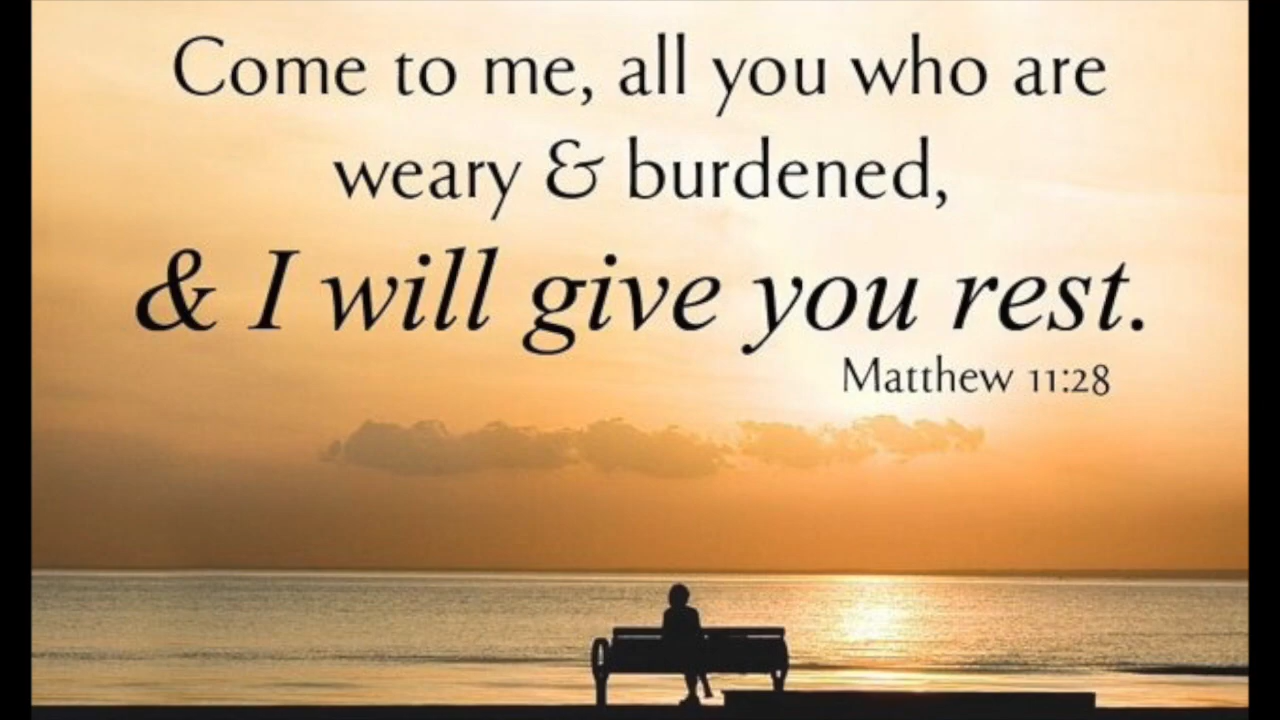 Come to me, all you who are
weary & burdened,
& I will give you rest.
Matthew 11:28